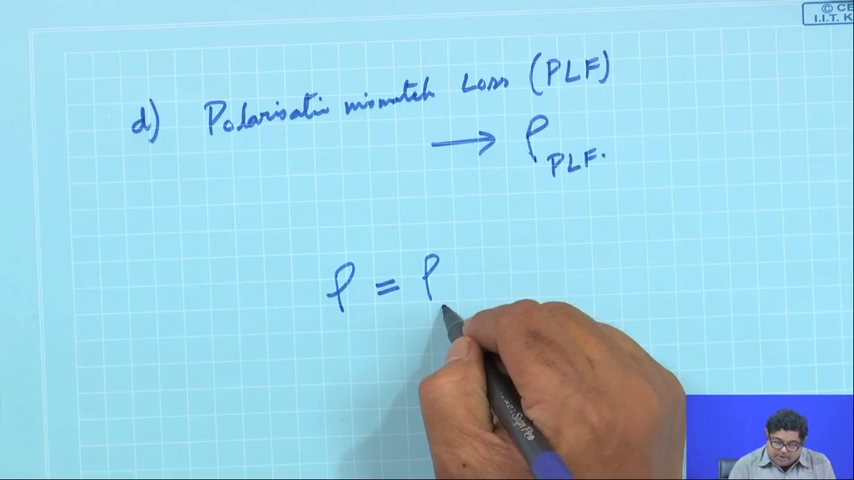 © CE
I.I.T. K
d) Polarisatin mismatch Loss (PLF)
→ ρ PLF.
ρ = ρ